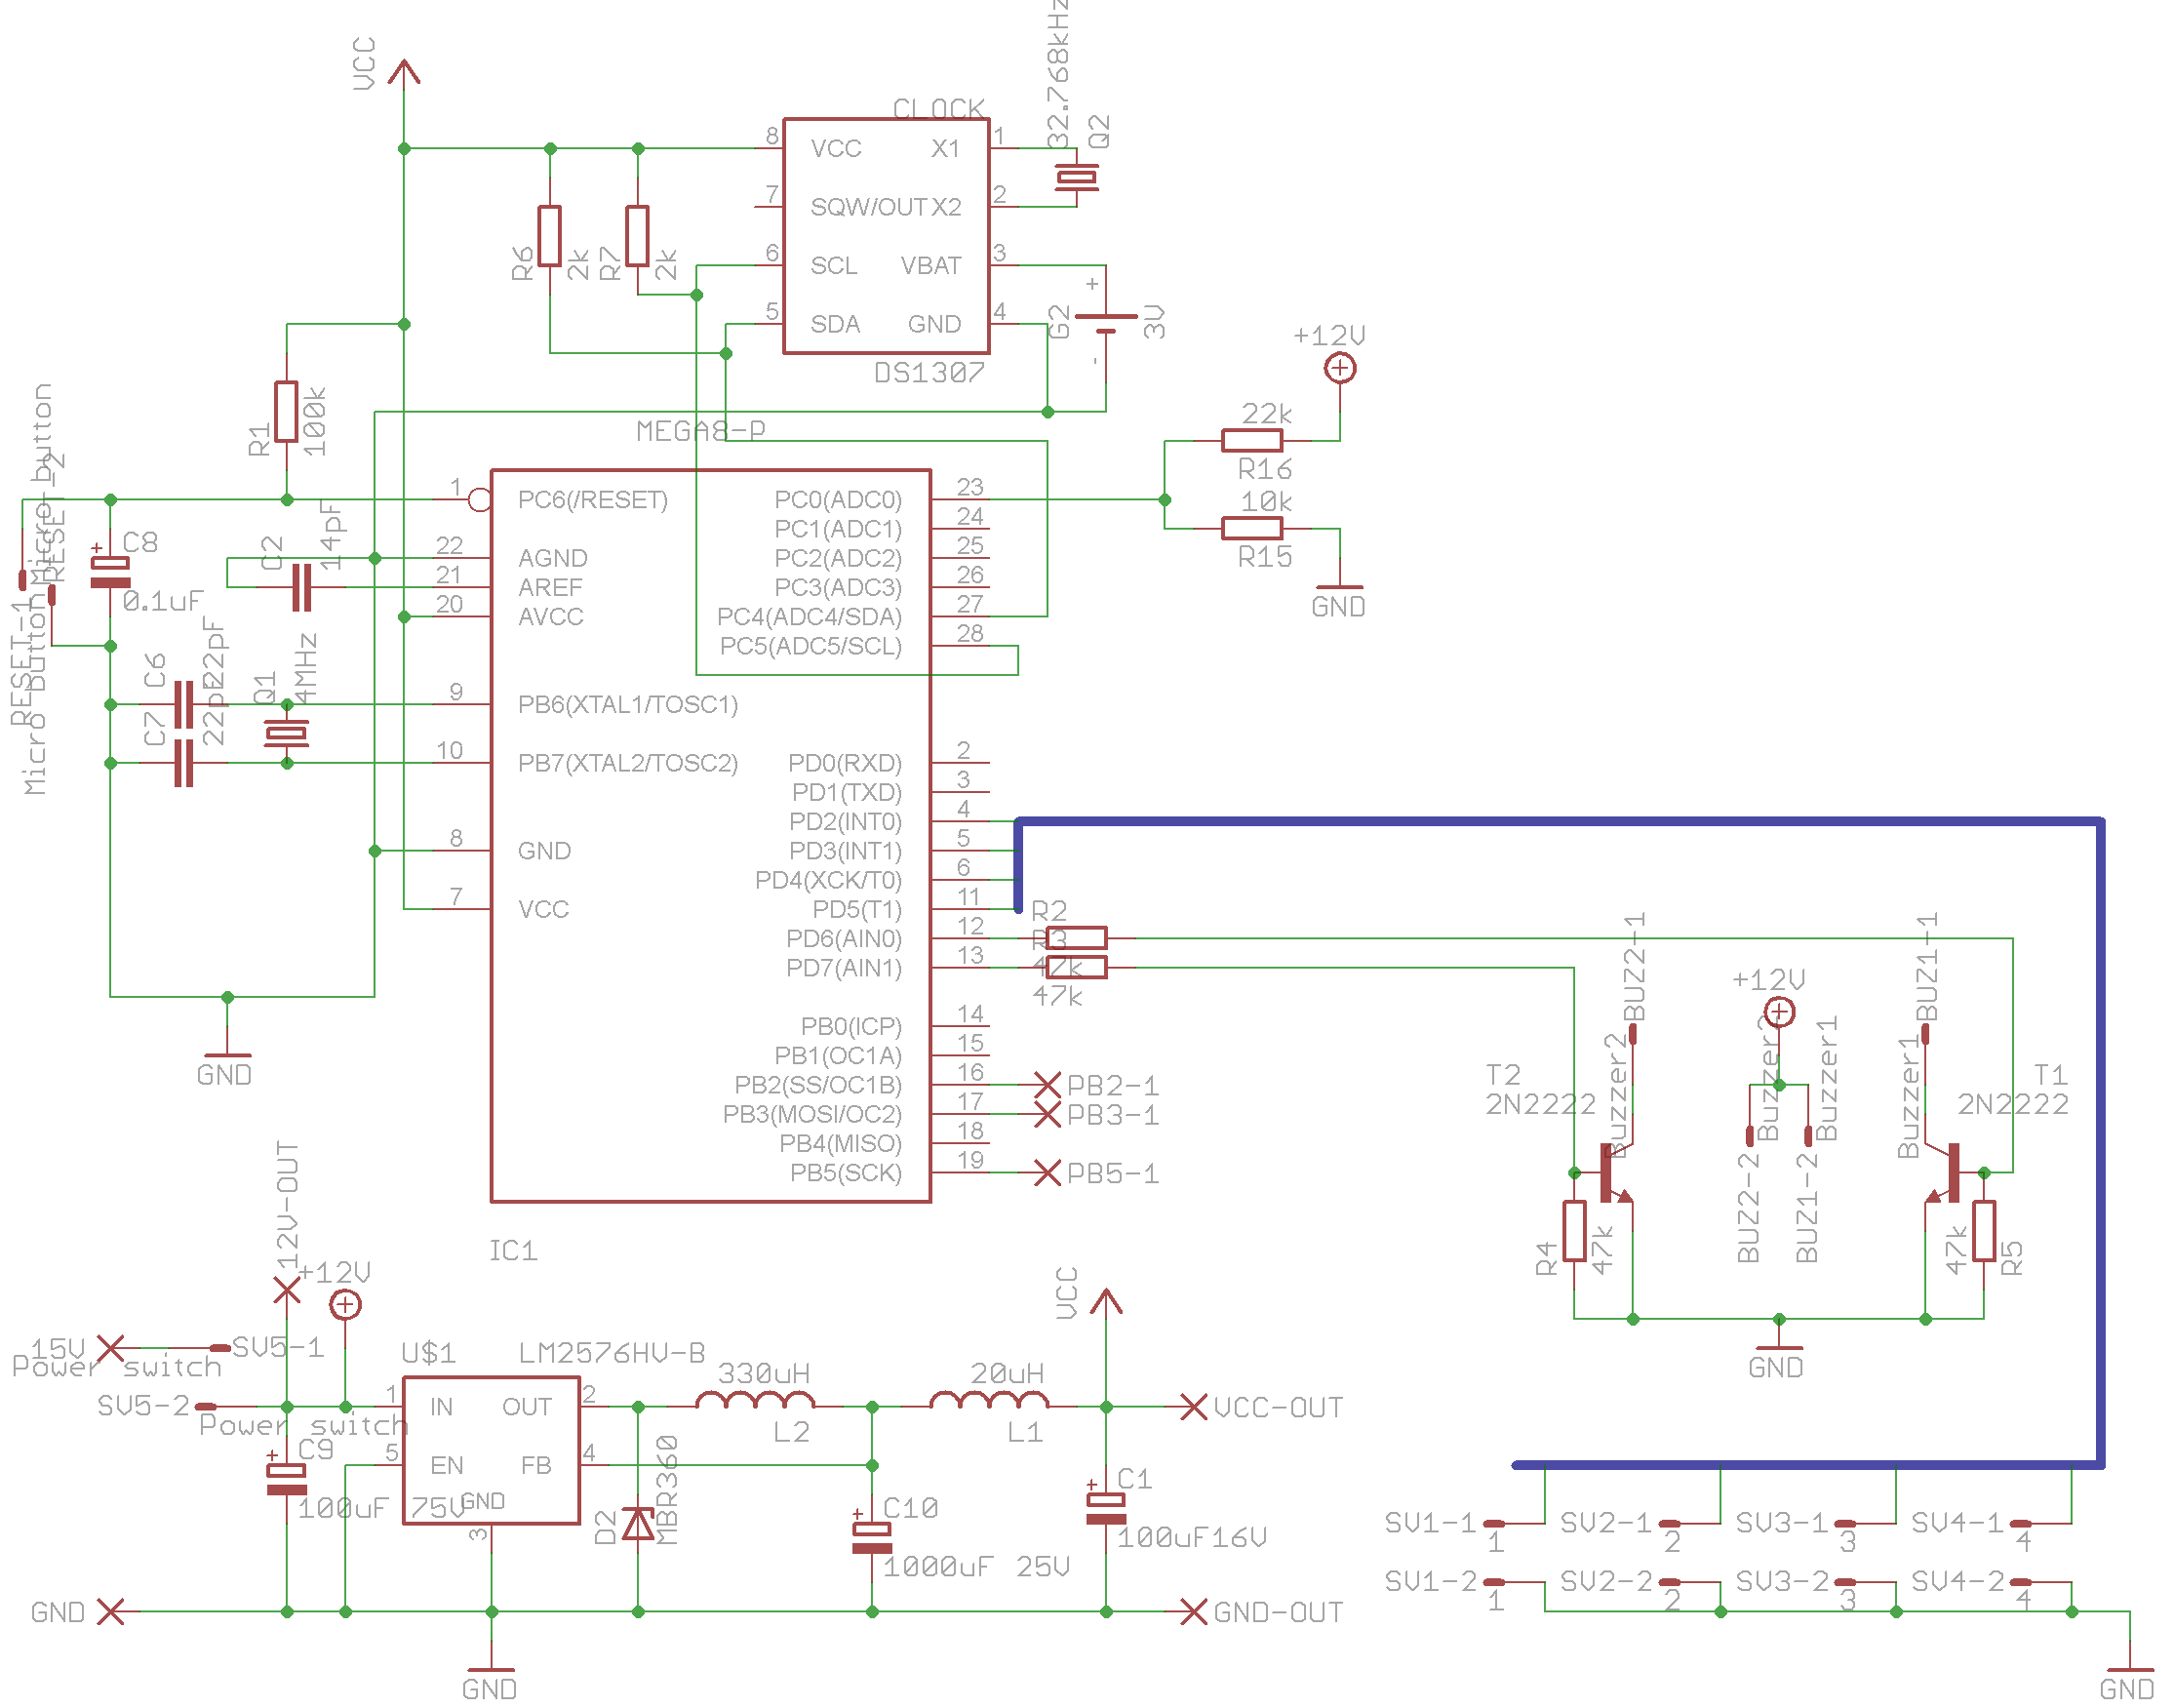 VCC
CLOCK
32.768kHz
Q2
8
VCC
X1
1
7
SQW/OUT
X2
2
6
SCL
VBAT
3
5
SDA
GND
4
DS1307
R6
2k
R7
2k
G2
+
-
3V
+12V
22k
R16
10k
R15
GND
R1
100k
MEGA8-P
Micro button
RESET-2
RESET-1
Micro button
C8
+
0.1uF
C2
14pF
C6
22pF
C7
22pF
Q1
4MHz
1
PC6(/RESET)
22
AGND
21
AREF
20
AVCC
9
PB6(XTAL1/TOSC1)
10
PB7(XTAL2/TOSC2)
8
GND
7
VCC
PC0(ADC0)
23
PC1(ADC1)
24
PC2(ADC2)
25
PC3(ADC3)
26
PC4(ADC4/SDA)
27
PC5(ADC5/SCL)
28
PD0(RXD)
2
PD1(TXD)
3
PD2(INT0)
4
PD3(INT1)
5
PD4(XCK/T0)
6
PD5(T1)
11
PD6(AIN0)
12
PD7(AIN1)
13
PB0(ICP)
14
PB1(OC1A)
15
PB2(SS/OC1B)
16
PB2-1
PB3(MOSI/OC2)
17
PB3-1
PB4(MISO)
18
PB5(SCK)
19
PB5-1
R2
R3
47k
47k
GND
IC1
BUZ2-1
Buzzer2
T2
2N2222
R4
47k
+12V
Buzzer2
BUZ2-2
Buzzer1
BUZ1-2
BUZ1-1
Buzzer1
T1
2N2222
47k
R5
GND
12V-OUT
+12V
15V
SV5-1
Power switch
SV5-2
Power switch
C9
+
100uF 75V
U$1
LM2576HV-B
1
IN
OUT
2
5
EN
FB
4
GND
3
330uH
L2
20uH
L1
D2
MBR360
C10
+
1000uF 25V
VCC
VCC-OUT
C1
+
100uF16V
GND
GND-OUT
GND
SV1-1
1
SV2-1
2
SV3-1
3
SV4-1
4
SV1-2
1
SV2-2
2
SV3-2
3
SV4-2
4
GND